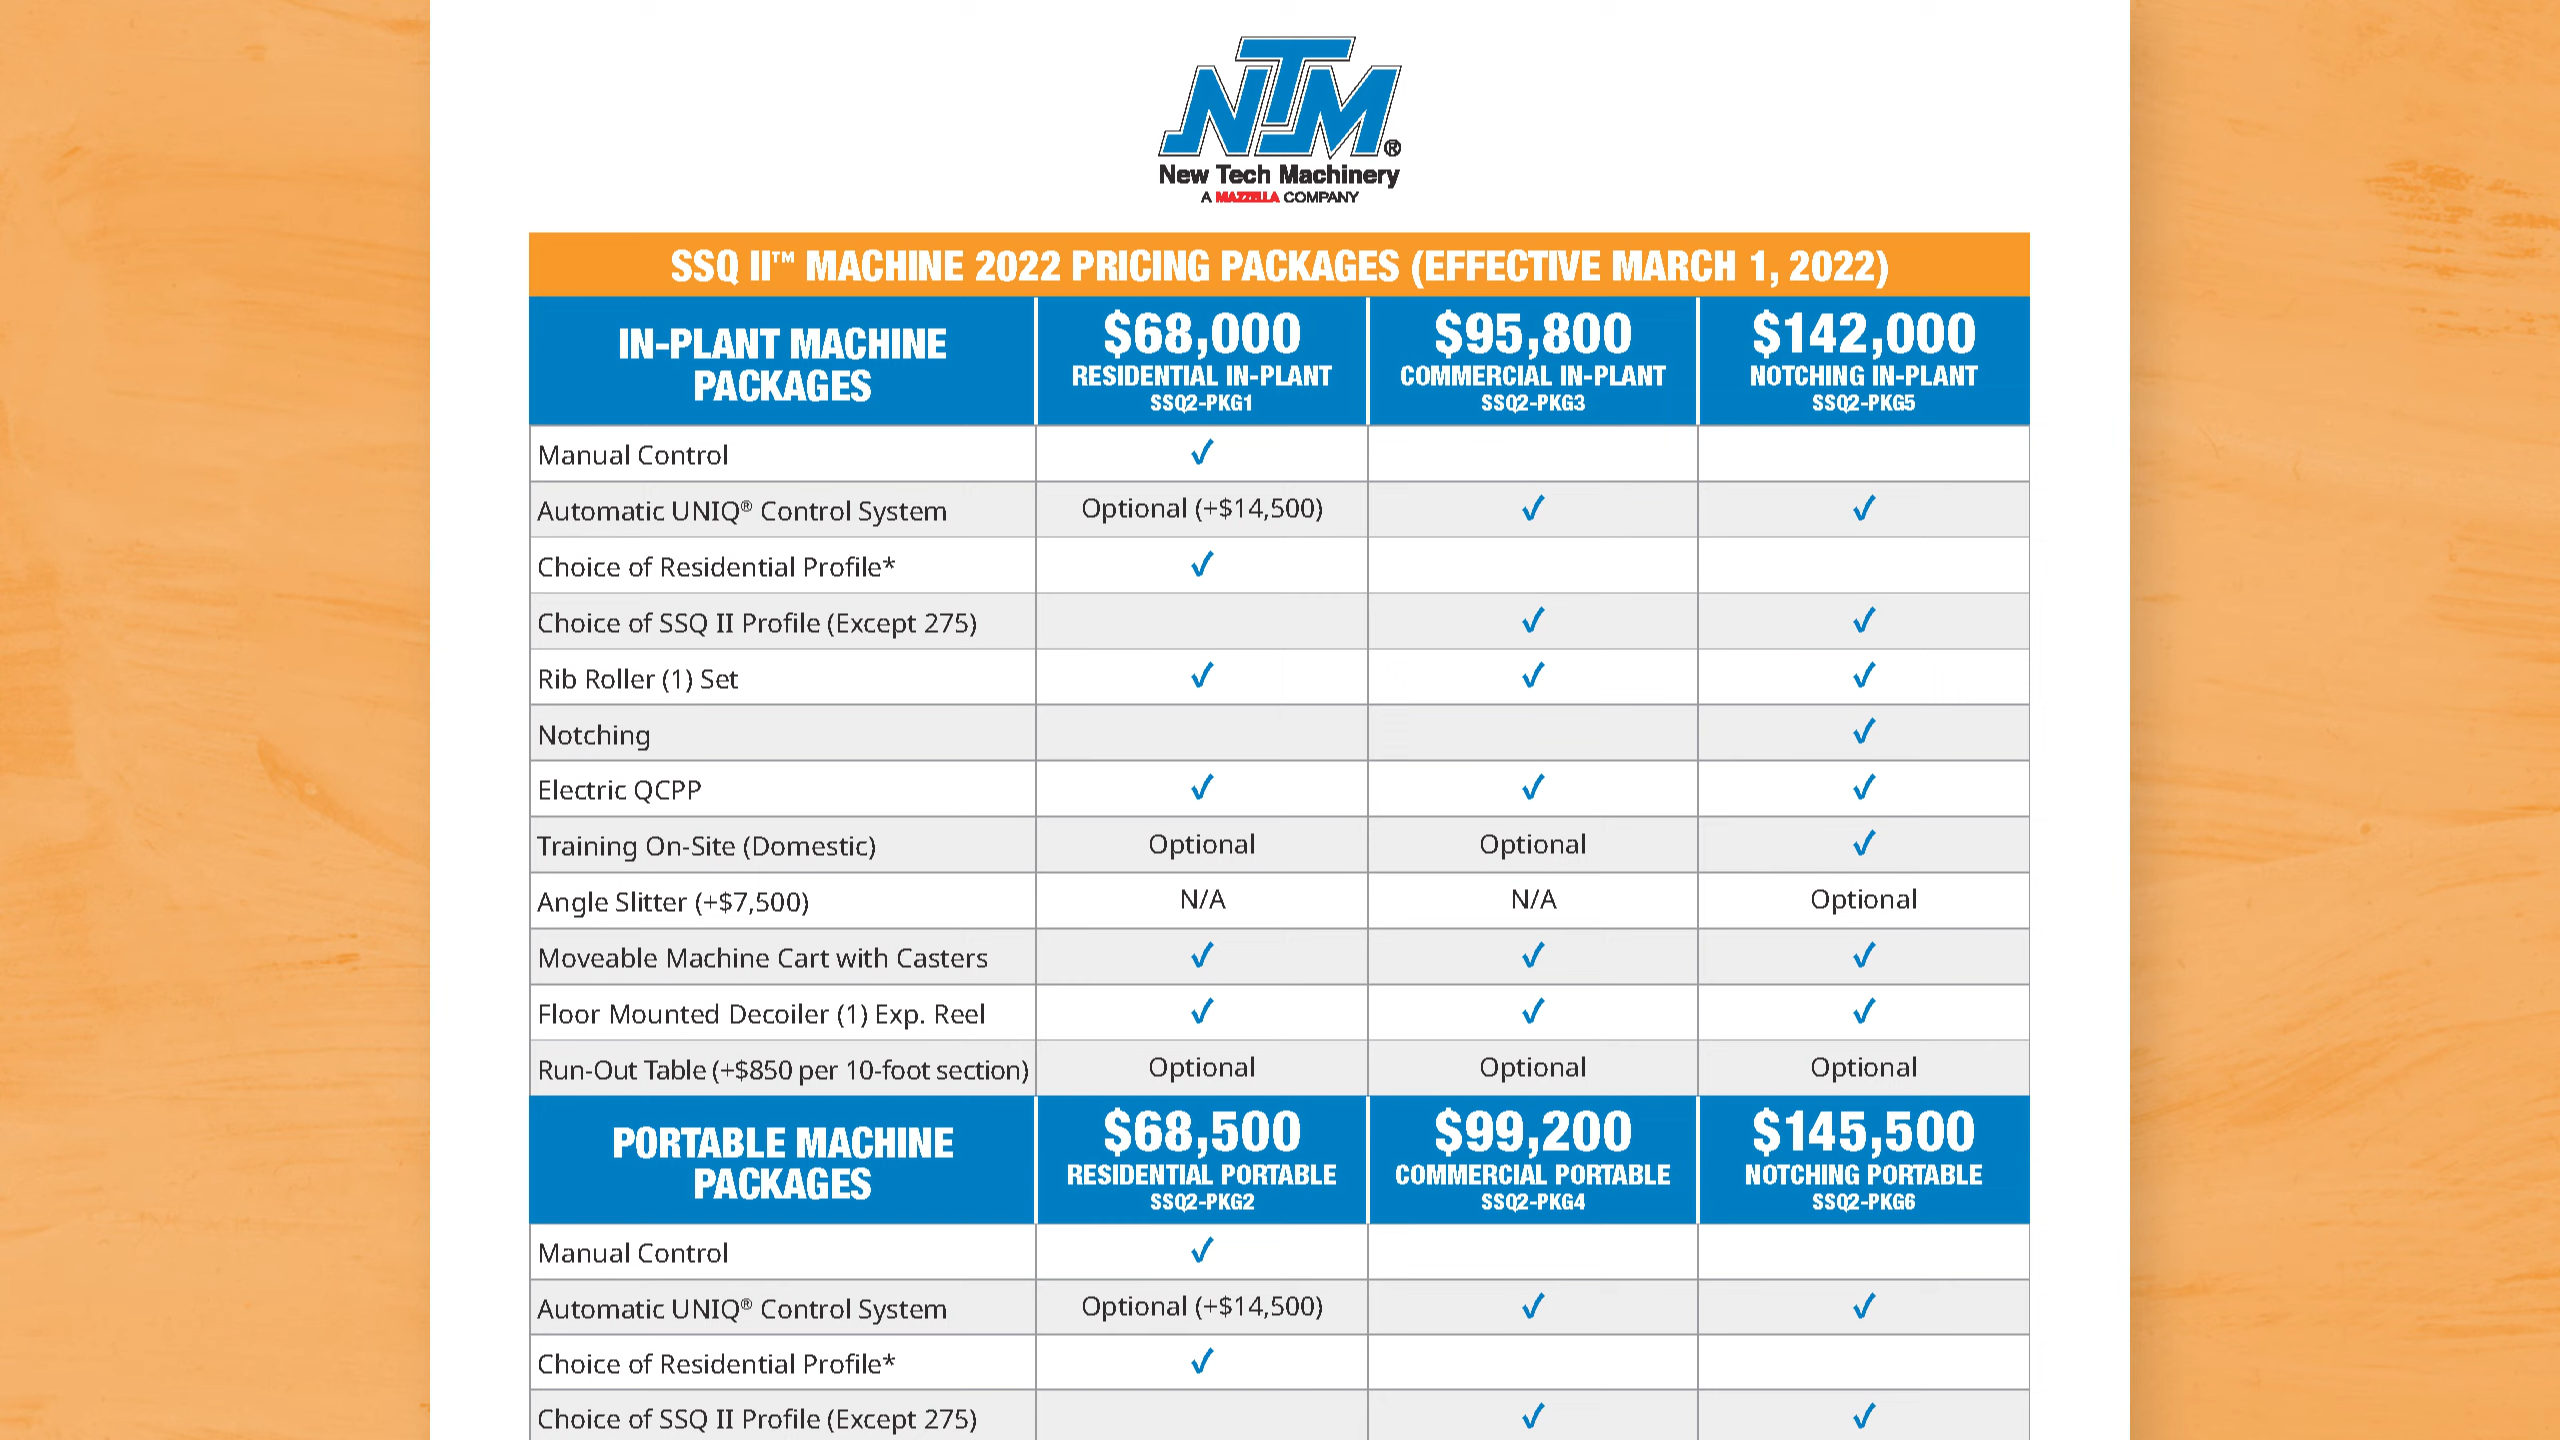 NTM®
New Tech Machinery
A MAZZELLA COMPANY
SSQ II™ MACHINE 2022 PRICING PACKAGES (EFFECTIVE MARCH 1, 2022)
IN-PLANT MACHINE PACKAGES $68,000 RESIDENTIAL IN-PLANT SSQ2-PKG1 $95,800 COMMERCIAL IN-PLANT SSQ2-PKG3 $142,000 NOTCHING IN-PLANT SSQ2-PKG5
Manual Control ✓
Automatic UNIQ® Control System Optional (+$14,500) ✓ ✓
Choice of Residential Profile* ✓
Choice of SSQ II Profile (Except 275) ✓ ✓
Rib Roller (1) Set ✓ ✓ ✓
Notching ✓
Electric QCPP ✓ ✓ ✓
Training On-Site (Domestic) Optional Optional ✓
Angle Slitter (+$7,500) N/A N/A Optional
Moveable Machine Cart with Casters ✓ ✓ ✓
Floor Mounted Decoiler (1) Exp. Reel ✓ ✓ ✓
Run-Out Table (+$850 per 10-foot section) Optional Optional Optional
PORTABLE MACHINE PACKAGES $68,500 RESIDENTIAL PORTABLE SSQ2-PKG2 $99,200 COMMERCIAL PORTABLE SSQ2-PKG4 $145,500 NOTCHING PORTABLE SSQ2-PKG6
Manual Control ✓
Automatic UNIQ® Control System Optional (+$14,500) ✓ ✓
Choice of Residential Profile* ✓
Choice of SSQ II Profile (Except 275) ✓ ✓